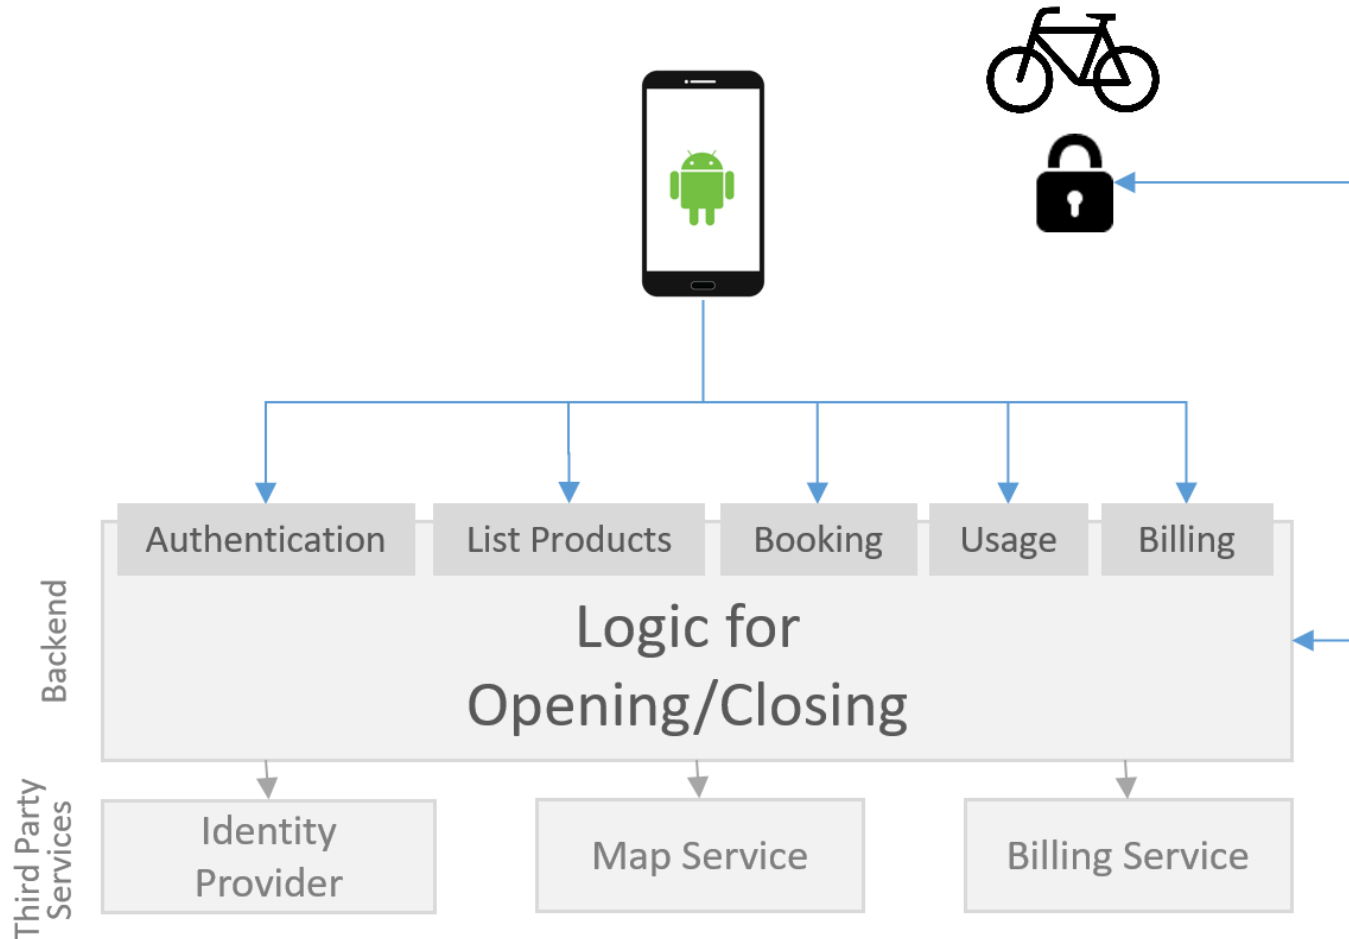 Authentication
List Products
Booking
Usage
Billing
Backend
Logic for
Opening/Closing
Third Party
Services
Identity
Provider
Map Service
Billing Service